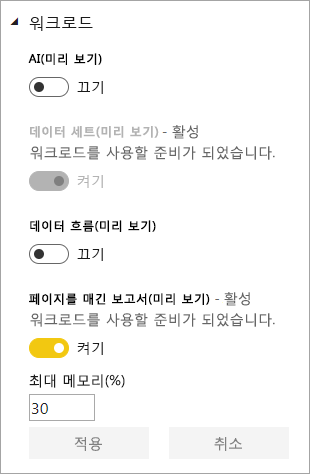 워크로드
AI(미리 보기)
끄기
데이터 세트(미리 보기) - 활성
워크로드를 사용할 준비가 되었습니다.
켜기
데이터 흐름(미리 보기)
끄기
페이지를 매긴 보고서(미리 보기) - 활성
워크로드를 사용할 준비가 되었습니다.
켜기
최대 메모리(%)
30
적용 취소